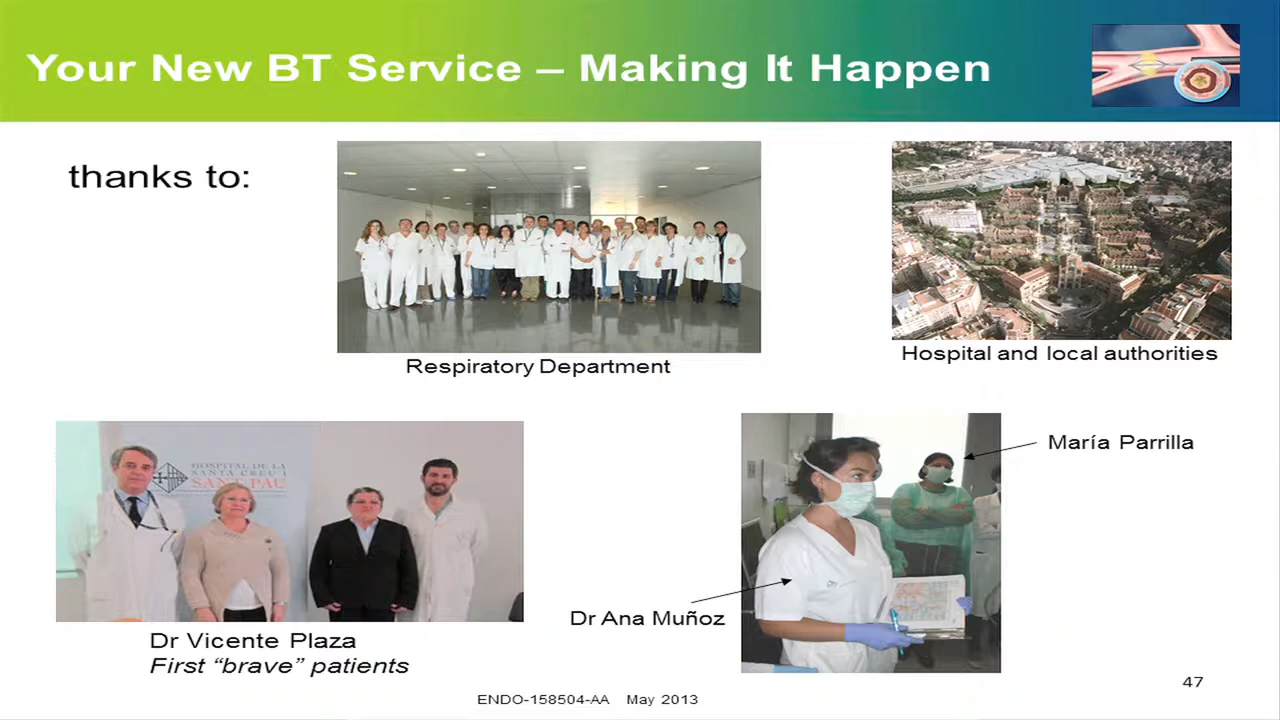 Your New BT Service – Making It Happen
thanks to:
Respiratory Department
Hospital and local authorities
HOSPITAL DE LA
SANTA CREU I
SANT PAU
María Parrilla
Dr Ana Muñoz
Dr Vicente Plaza
First “brave” patients
ENDO-158504-AA May 2013
47